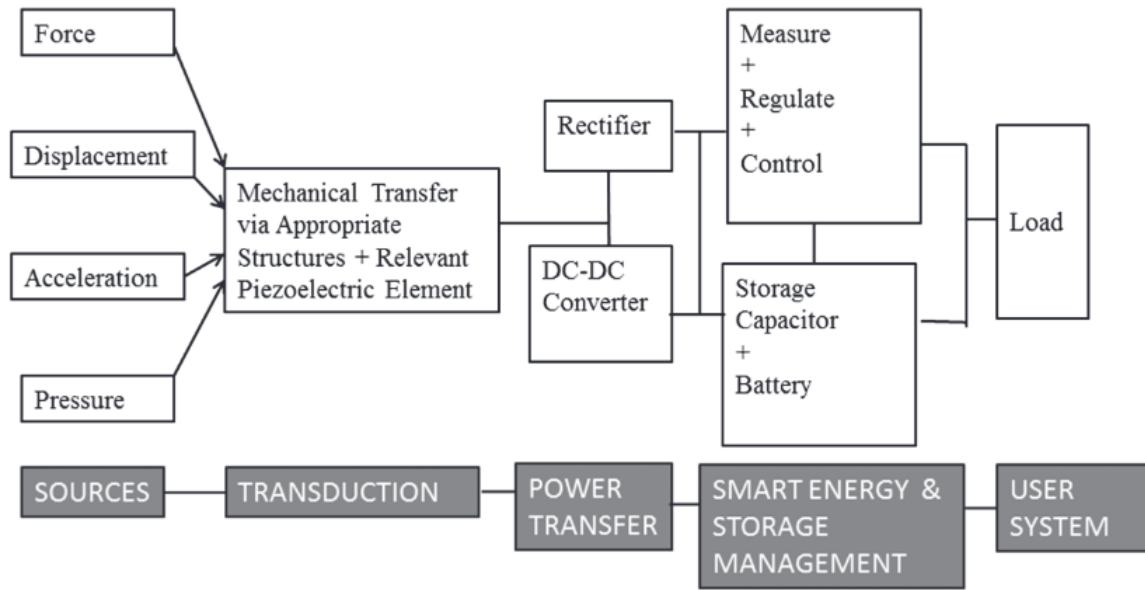 Force
Displacement
Acceleration
Pressure
Mechanical Transfer
via Appropriate
Structures + Relevant
Piezoelectric Element
Rectifier
DC-DC
Converter
Measure
+
Regulate
+
Control
Storage
Capacitor
+
Battery
Load
SOURCES
TRANSDUCTION
POWER
TRANSFER
SMART ENERGY &
STORAGE
MANAGEMENT
USER
SYSTEM